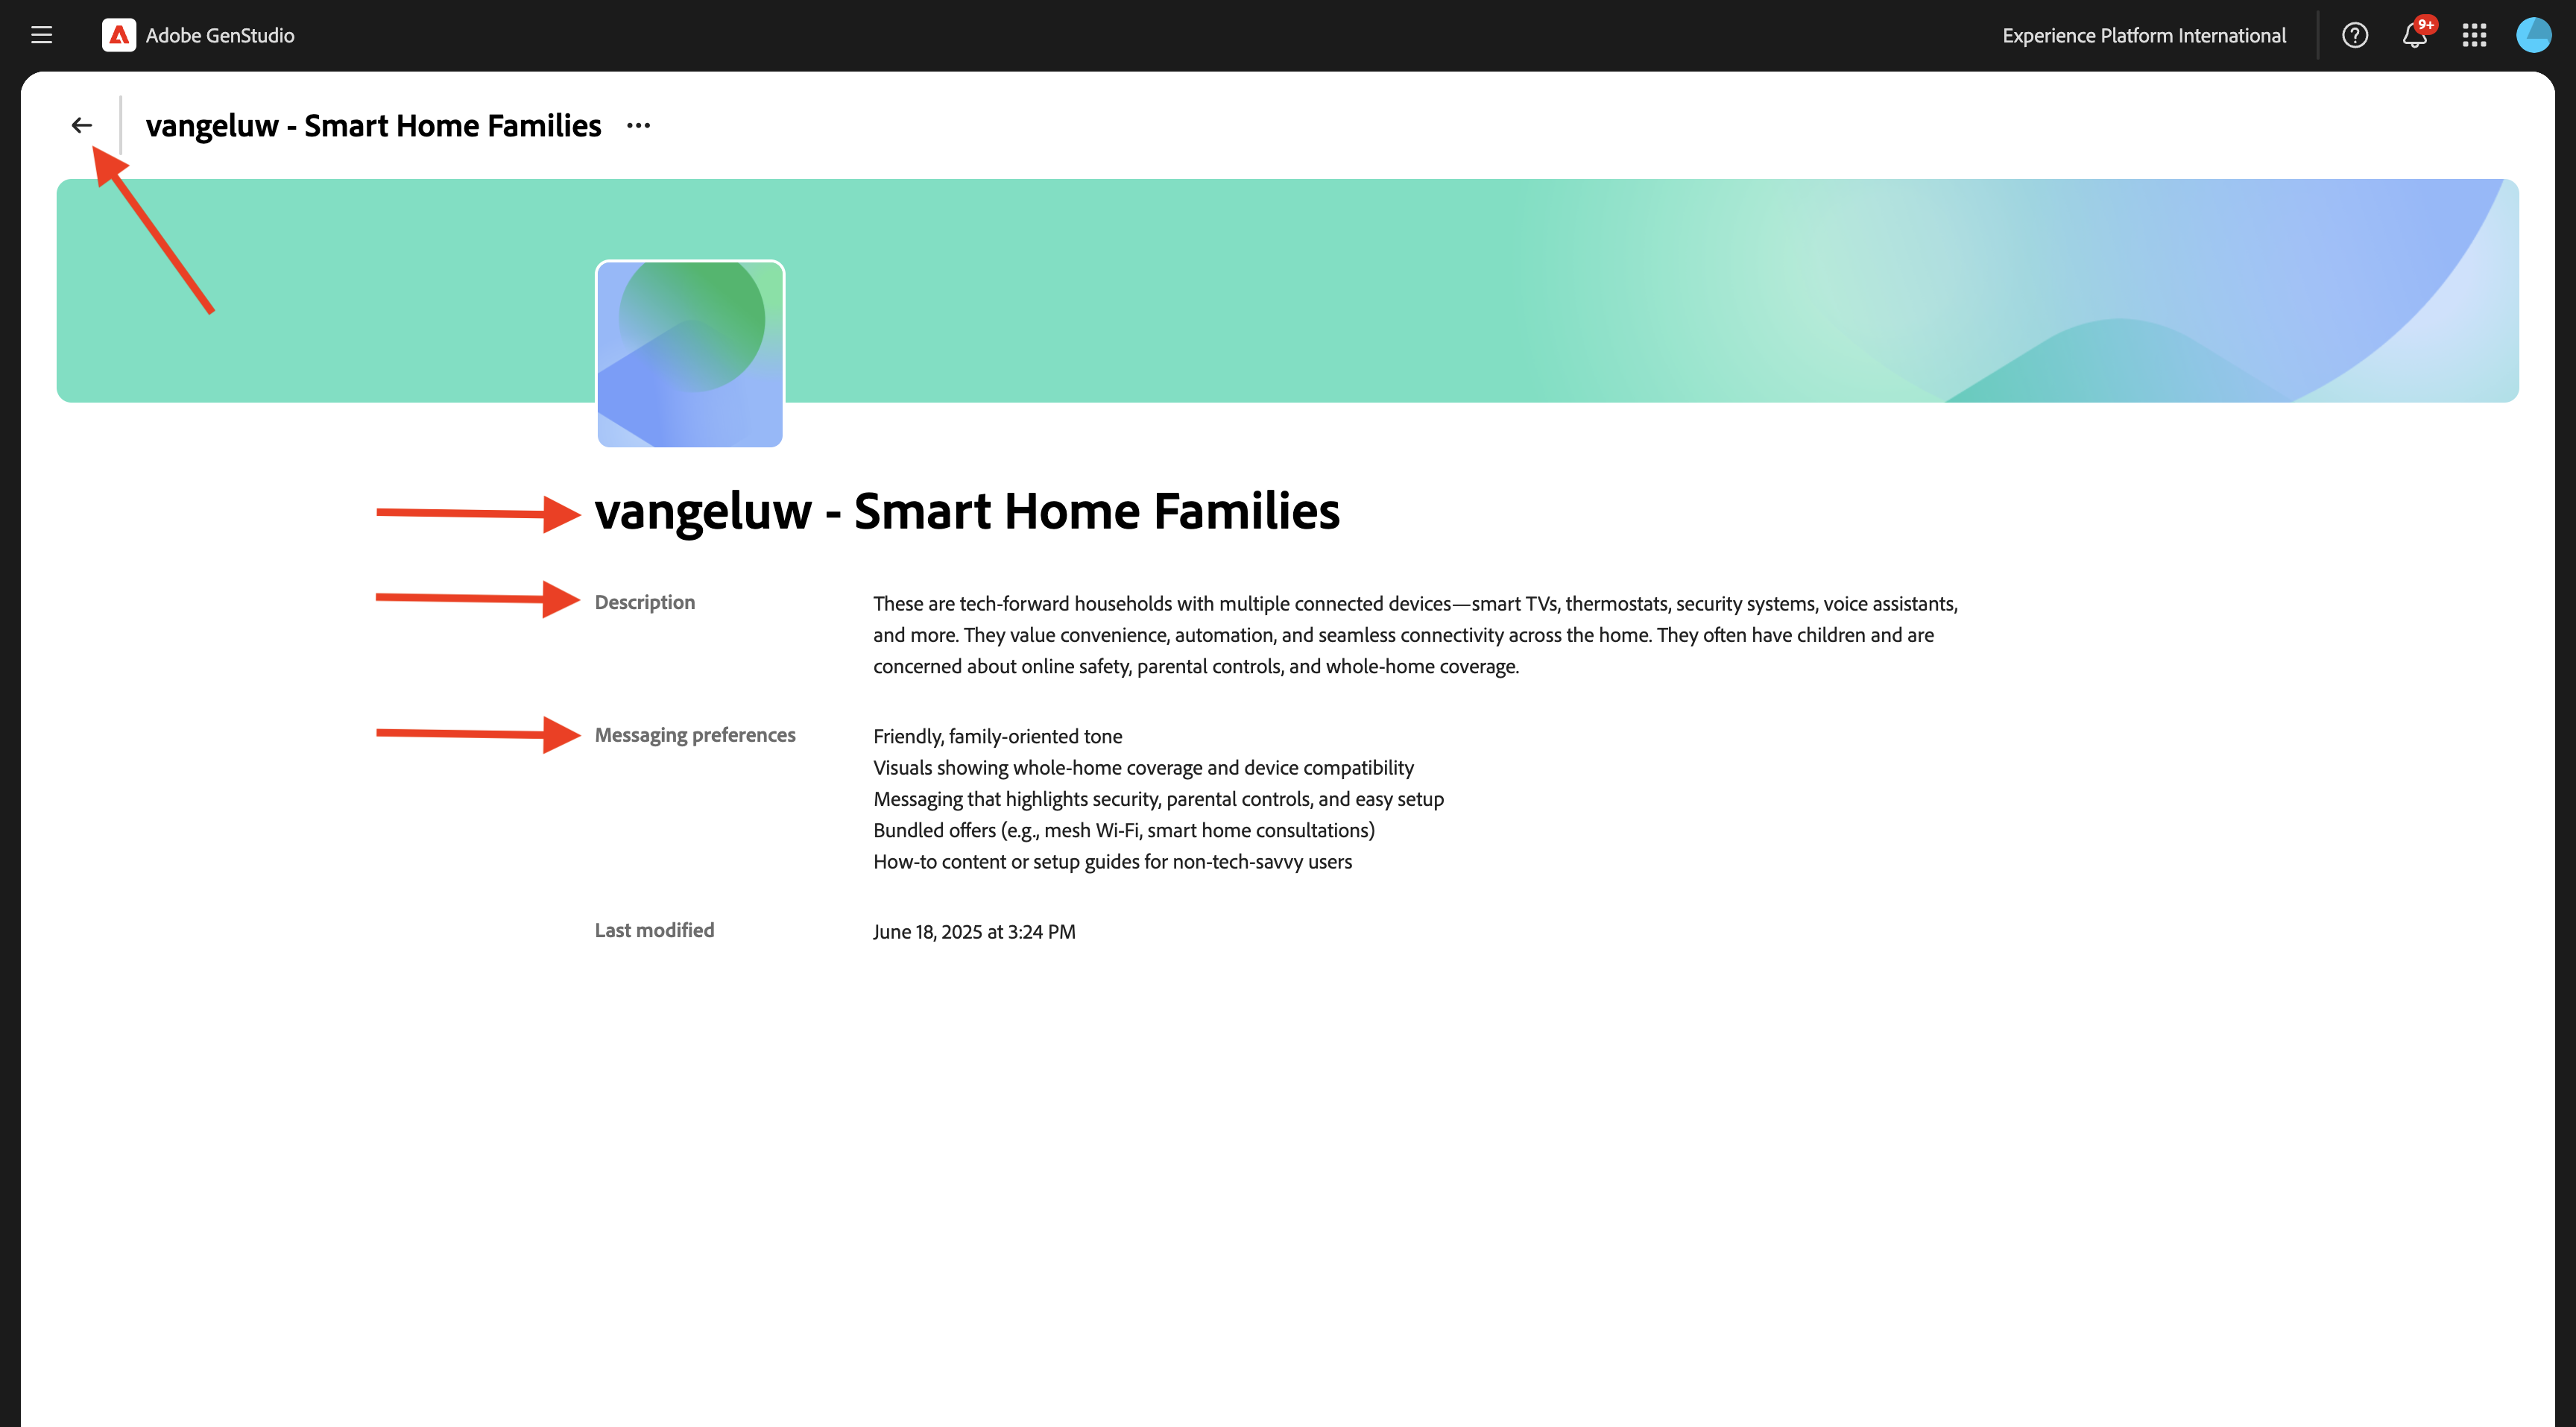 Adobe GenStudio
Experience Platform International
9+
vangeluw - Smart Home Families
vangeluw - Smart Home Families
Description
These are tech-forward households with multiple connected devices—smart TVs, thermostats, security systems, voice assistants,
and more. They value convenience, automation, and seamless connectivity across the home. They often have children and are
concerned about online safety, parental controls, and whole-home coverage.
Messaging preferences
Friendly, family-oriented tone
Visuals showing whole-home coverage and device compatibility
Messaging that highlights security, parental controls, and easy setup
Bundled offers (e.g., mesh Wi-Fi, smart home consultations)
How-to content or setup guides for non-tech-savvy users
Last modified
June 18, 2025 at 3:24 PM